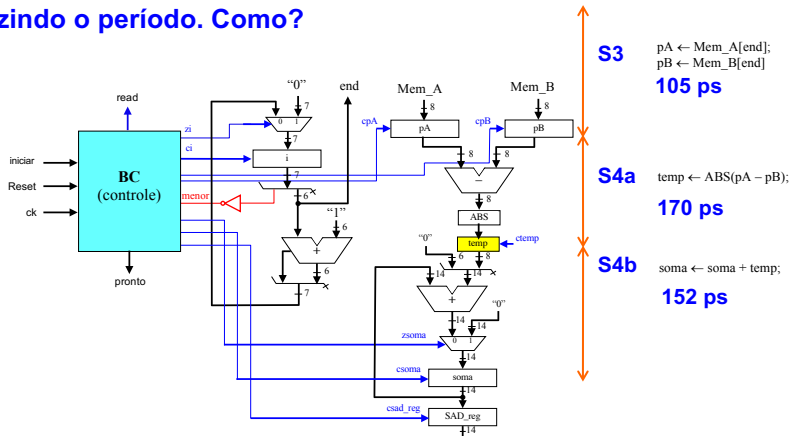 zindo o período. Como?
S3
pA ← Mem_A[end];
pB ← Mem_B[end]
105 ps
read
"0"
end
Mem_A
Mem_B
7
8
8
0 1
cpA
cpB
zi
7
pA
pB
ci
iniciar
i
8
8
BC
(controle)
7
−
S4a
temp ← ABS(pA – pB);
170 ps
Reset
menor
6
8
"1"
ABS
ck
6
"0"
temp
ctemp
+
6
8
S4b
soma ← soma + temp;
152 ps
6
14
14
pronto
7
+
"0"
14
14
zsoma
0 1
14
csoma
soma
14
csad_reg
SAD_reg
14